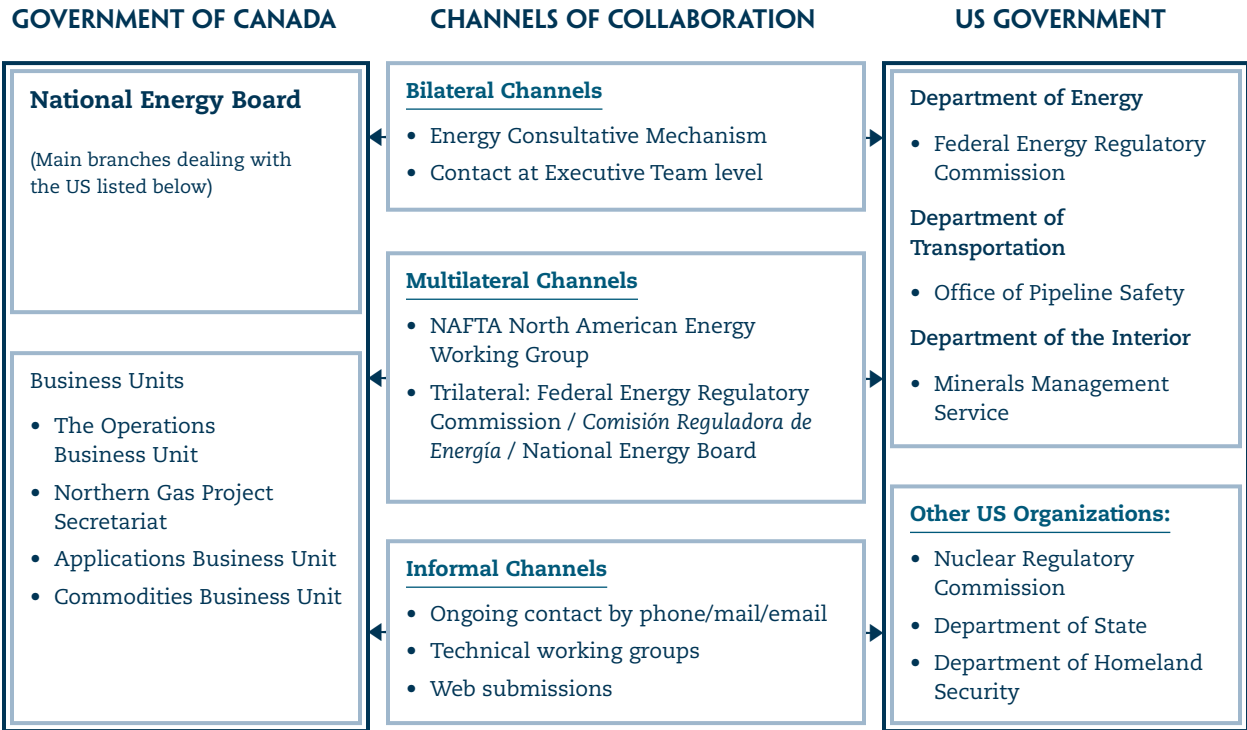 GOVERNMENT OF CANADA
National Energy Board
(Main branches dealing with
the US listed below)
Business Units
• The Operations
Business Unit
• Northern Gas Project
Secretariat
• Applications Business Unit
• Commodities Business Unit
CHANNELS OF COLLABORATION
Bilateral Channels
• Energy Consultative Mechanism
• Contact at Executive Team level
Multilateral Channels
• NAFTA North American Energy
Working Group
• Trilateral: Federal Energy Regulatory
Commission / Comisión Reguladora de
Energía / National Energy Board
Informal Channels
• Ongoing contact by phone/mail/email
• Technical working groups
• Web submissions
US GOVERNMENT
Department of Energy
• Federal Energy Regulatory
Commission
Department of
Transportation
• Office of Pipeline Safety
Department of the Interior
• Minerals Management
Service
Other US Organizations:
• Nuclear Regulatory
Commission
• Department of State
• Department of Homeland
Security